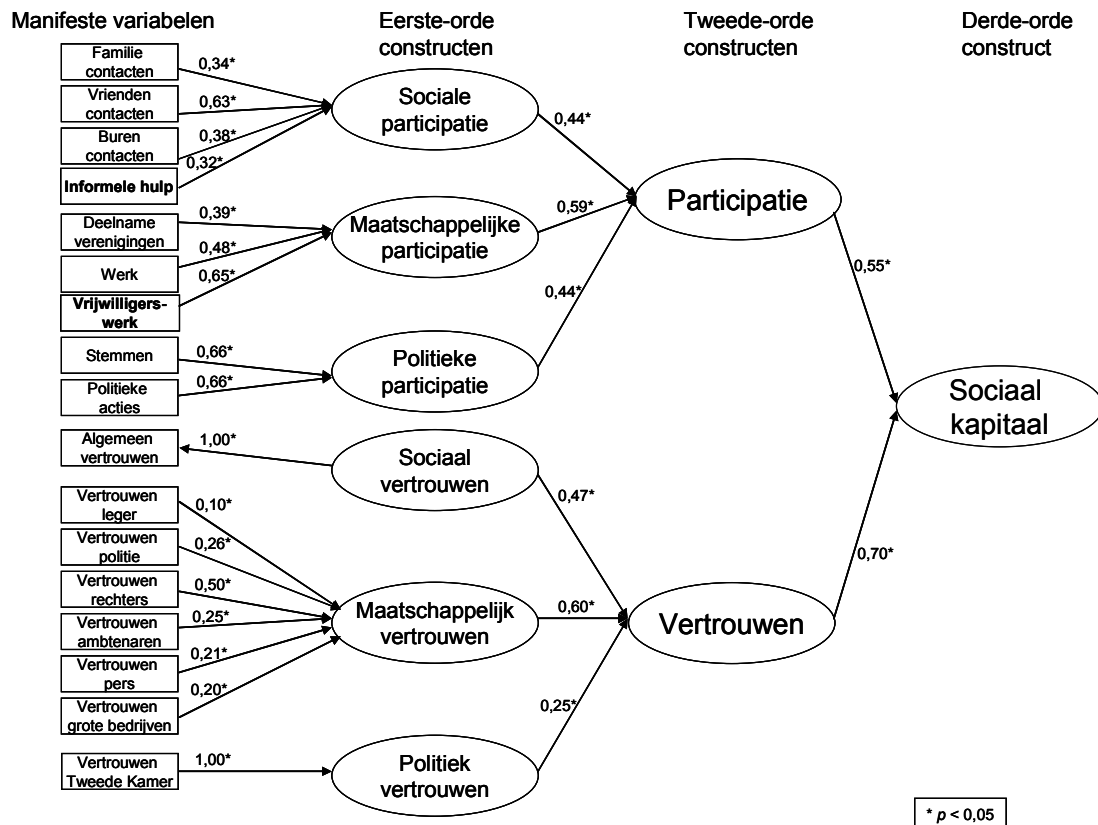 Manifeste variabelen
Eerste-orde
constructen
Tweede-orde
constructen
Derde-orde
construct
Familie
contacten
0,34*
Vrienden
contacten
0,63*
Buren
contacten
0,38*
Informele hulp
0,32*
Sociale
participatie
0,44*
Deelname
verenigingen
0,39*
Werk
0,48*
Vrijwilligers-
werk
0,65*
Maatschappelijke
participatie
0,59*
Participatie
0,55*
Stemmen
0,66*
Politieke
acties
0,66*
Politieke
participatie
0,44*
Sociaal
kapitaal
Algemeen
vertrouwen
1,00*
Sociaal
vertrouwen
0,47*
Vertrouwen
leger
0,10*
Vertrouwen
politie
0,26*
Vertrouwen
rechters
0,50*
Vertrouwen
ambtenaren
0,25*
Vertrouwen
pers
0,21*
Vertrouwen
grote bedrijven
0,20*
Maatschappelijk
vertrouwen
0,60*
Vertrouwen
0,70*
Vertrouwen
Tweede Kamer
1,00*
Politiek
vertrouwen
0,25*
* p < 0,05